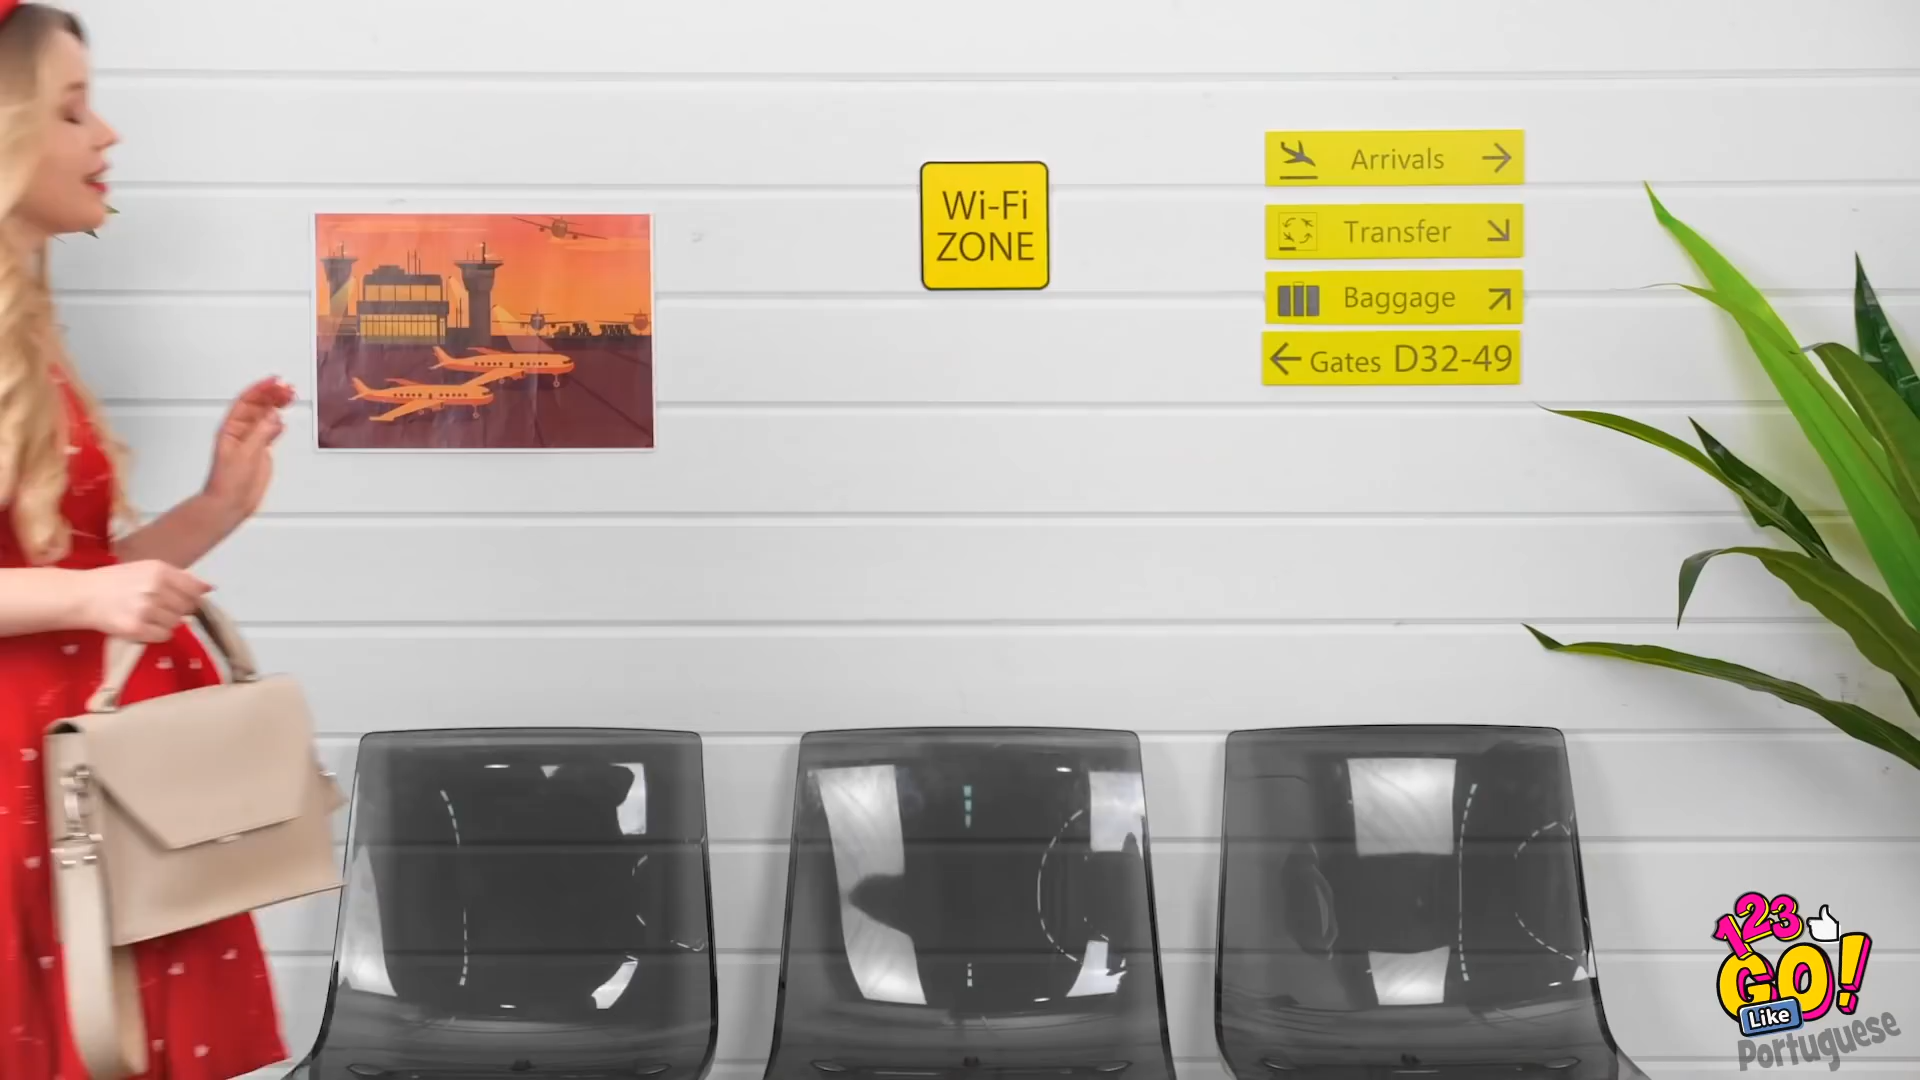 Wi-Fi
ZONE
Arrivals
Transfer
Baggage
Gates D32-49
123
GO!
Like
Portuguese